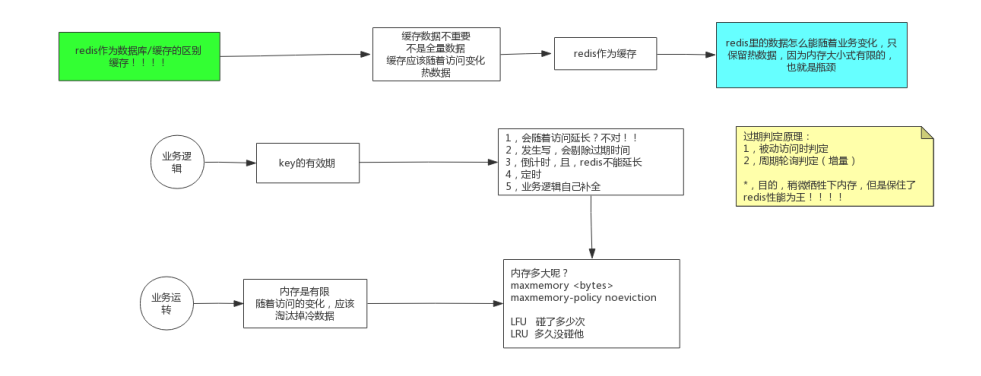 redis作为数据库/缓存的区别
缓存！！！！
缓存数据不重要
不是全量数据
缓存应该随着访问变化
热数据
redis作为缓存
redis里的数据怎么能随着业务变化，只
保留热数据，因为内存大小式有限的，
也就是瓶颈
业务逻
辑
key的有效期
1，会随着访问延长？不对！！
2，发生写，会剔除过期时间
3，倒计时，且，redis不能延长
4，定时
5，业务逻辑自己补全
过期判定原理：
1，被动访问时判定
2，周期轮询判定（增量）
*，目的，稍微牺牲下内存，但是保住了
redis性能为王！！！！
业务运
转
内存是有限
随着访问的变化，应该
淘汰掉冷数据
内存多大呢？
maxmemory <bytes>
maxmemory-policy noeviction
LFU 碰了多少次
LRU 多久没碰他